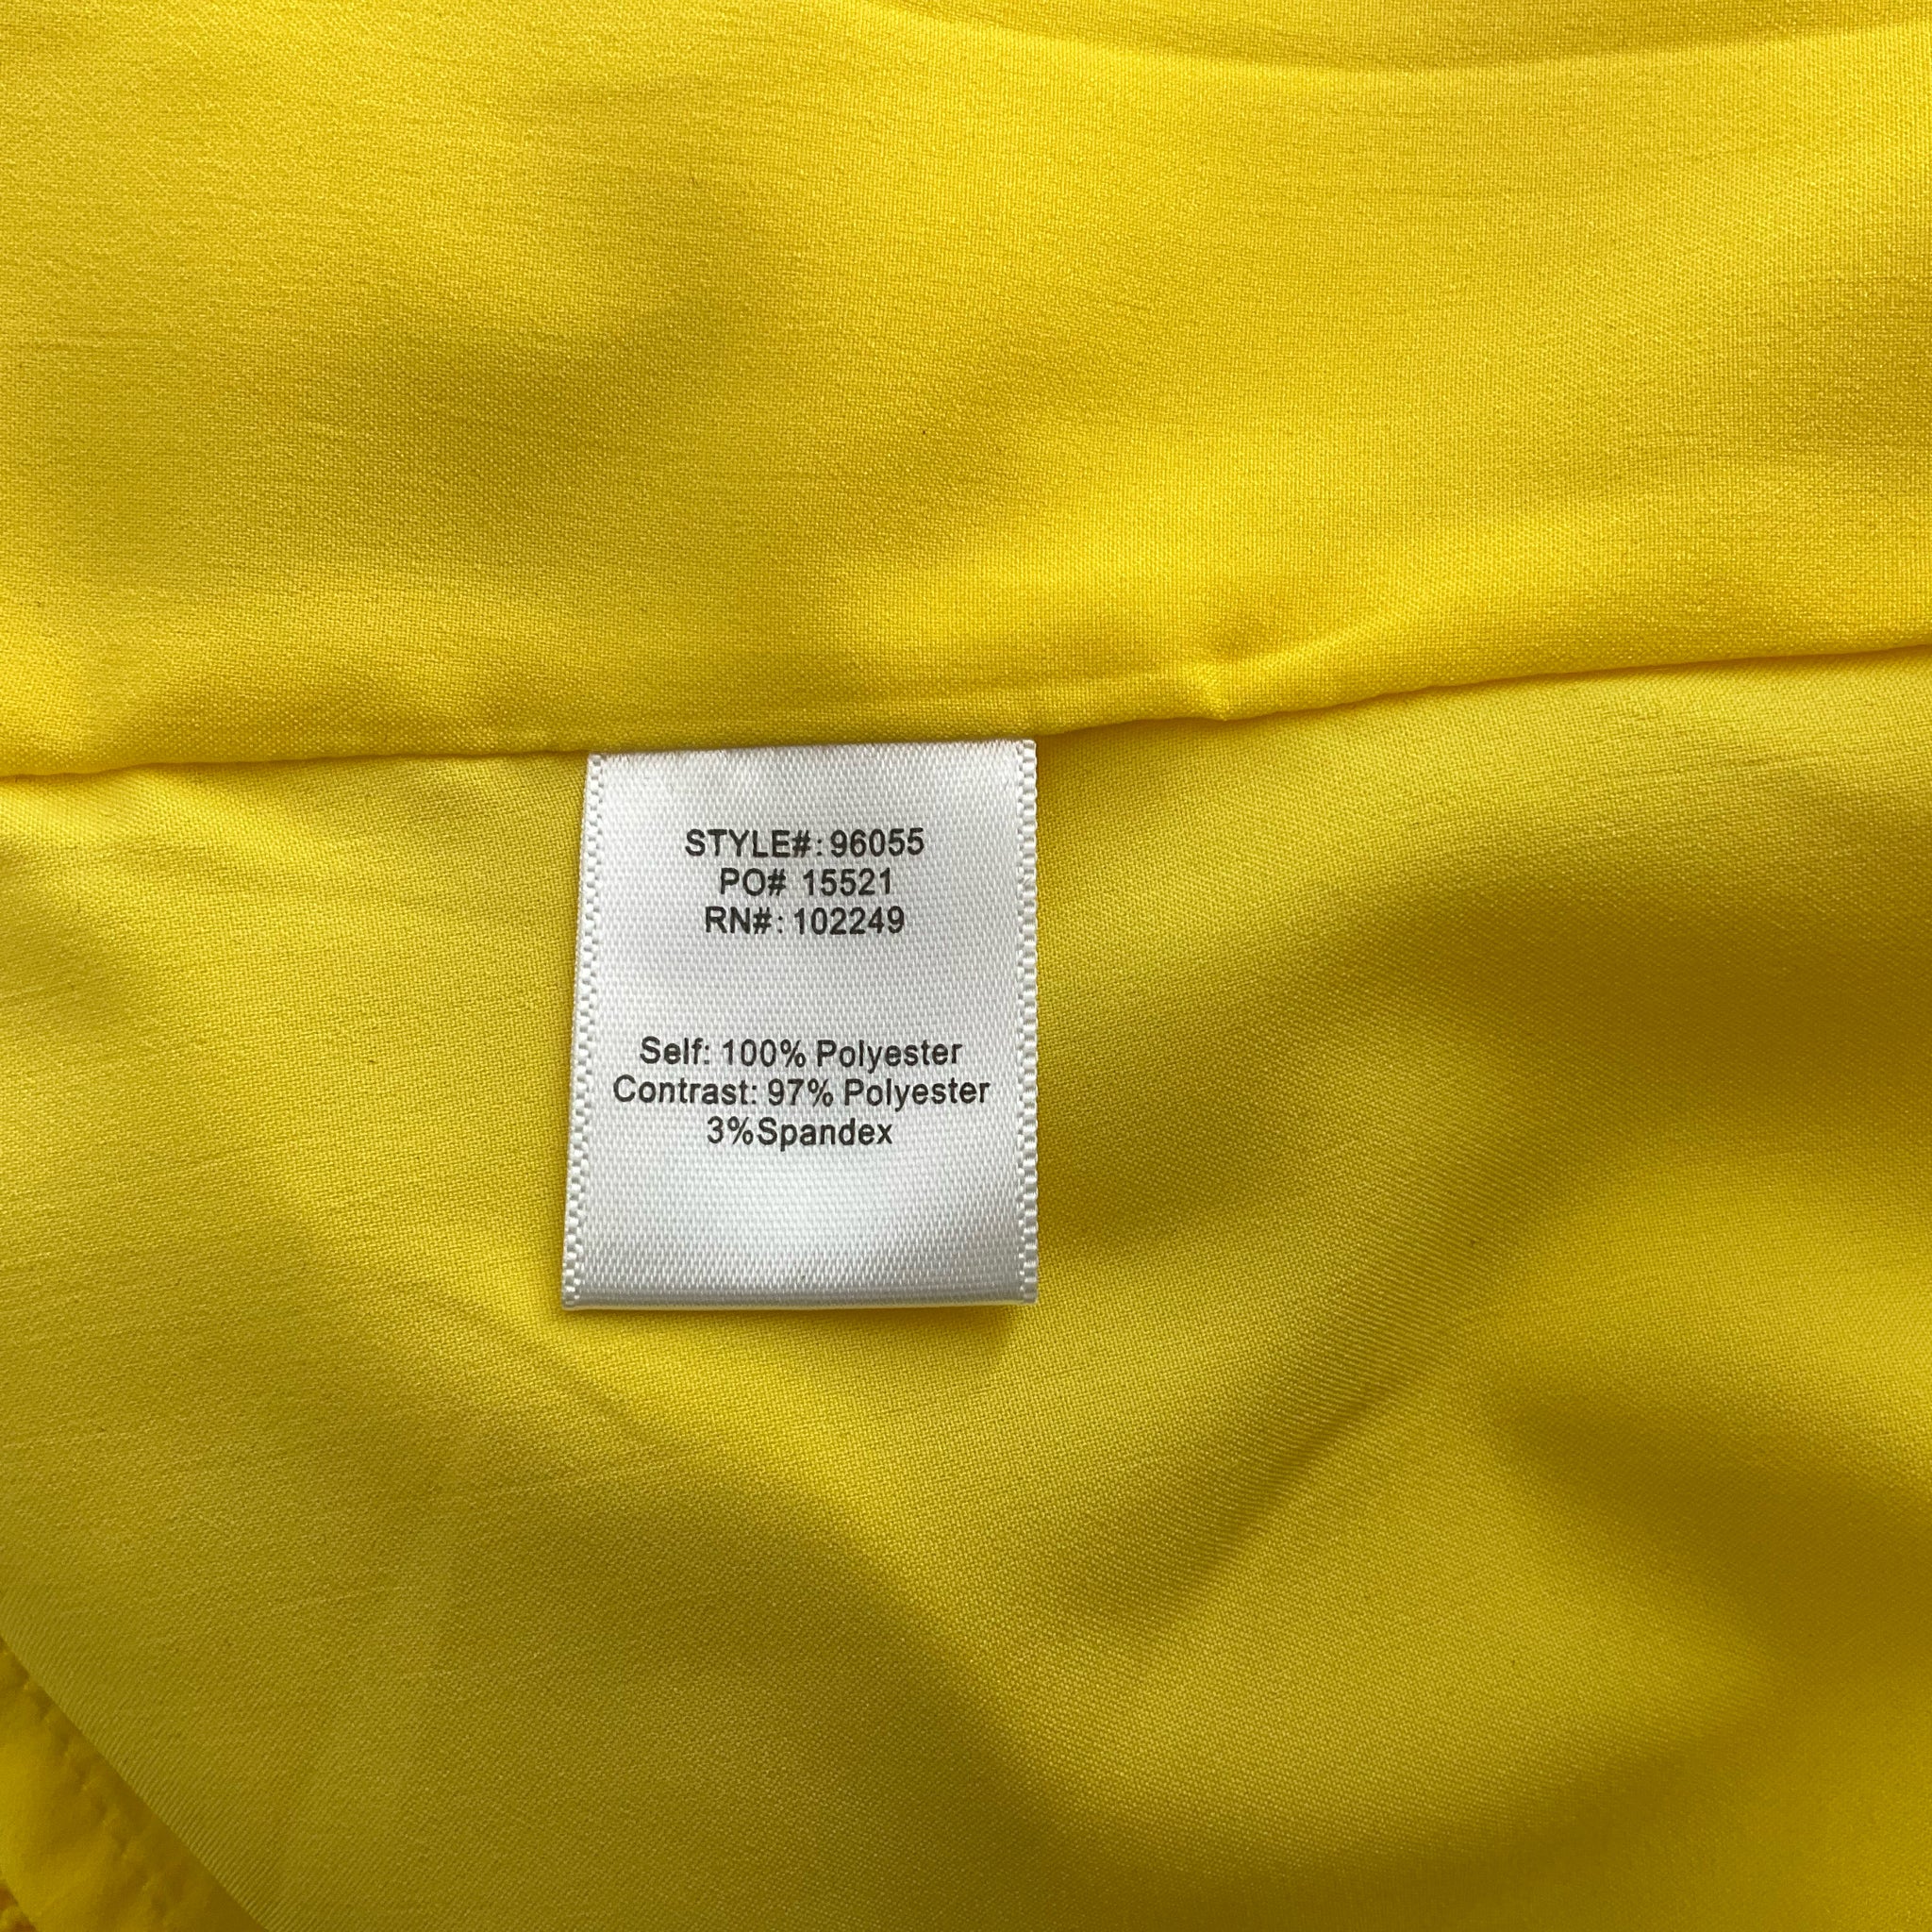 STYLE#: 96055
PO# 15521
RN#: 102249
Self: 100% Polyester
Contrast: 97% Polyester
3%Spandex